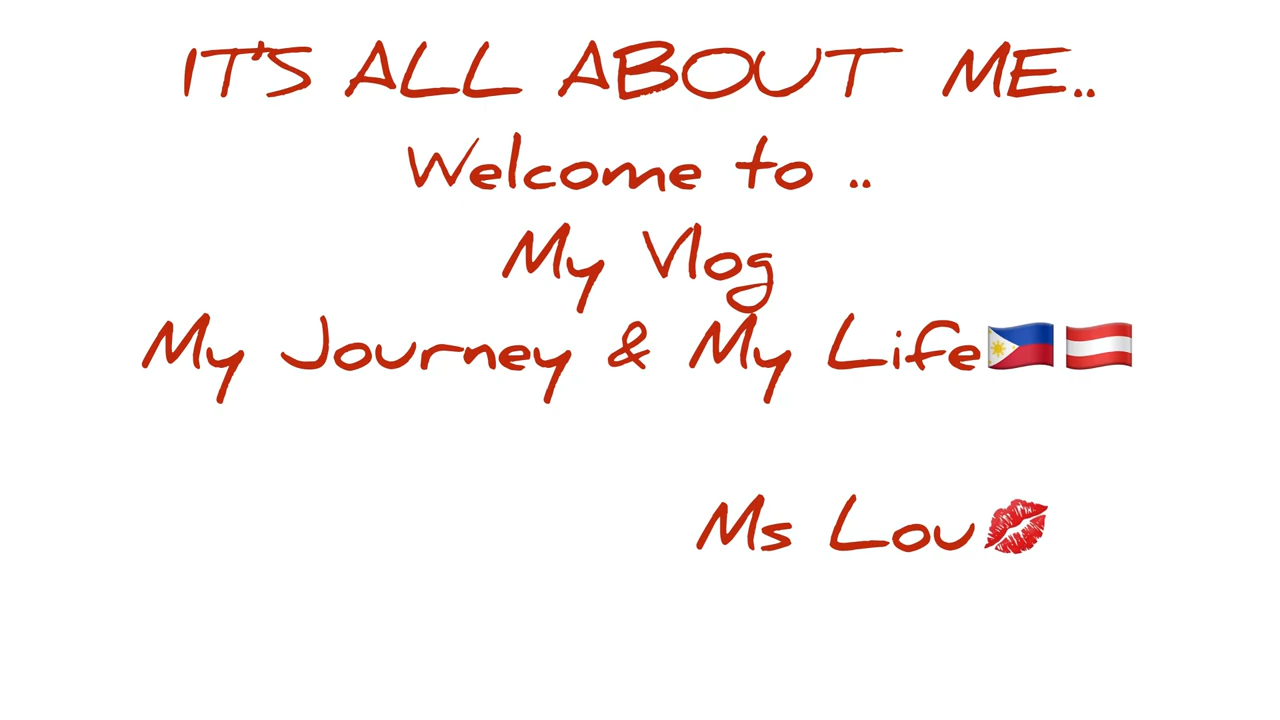 IT'S ALL ABOUT ME..
Welcome to ..
My Vlog
My Journey & My Life🇵🇭🇦🇹
Ms Lou💋